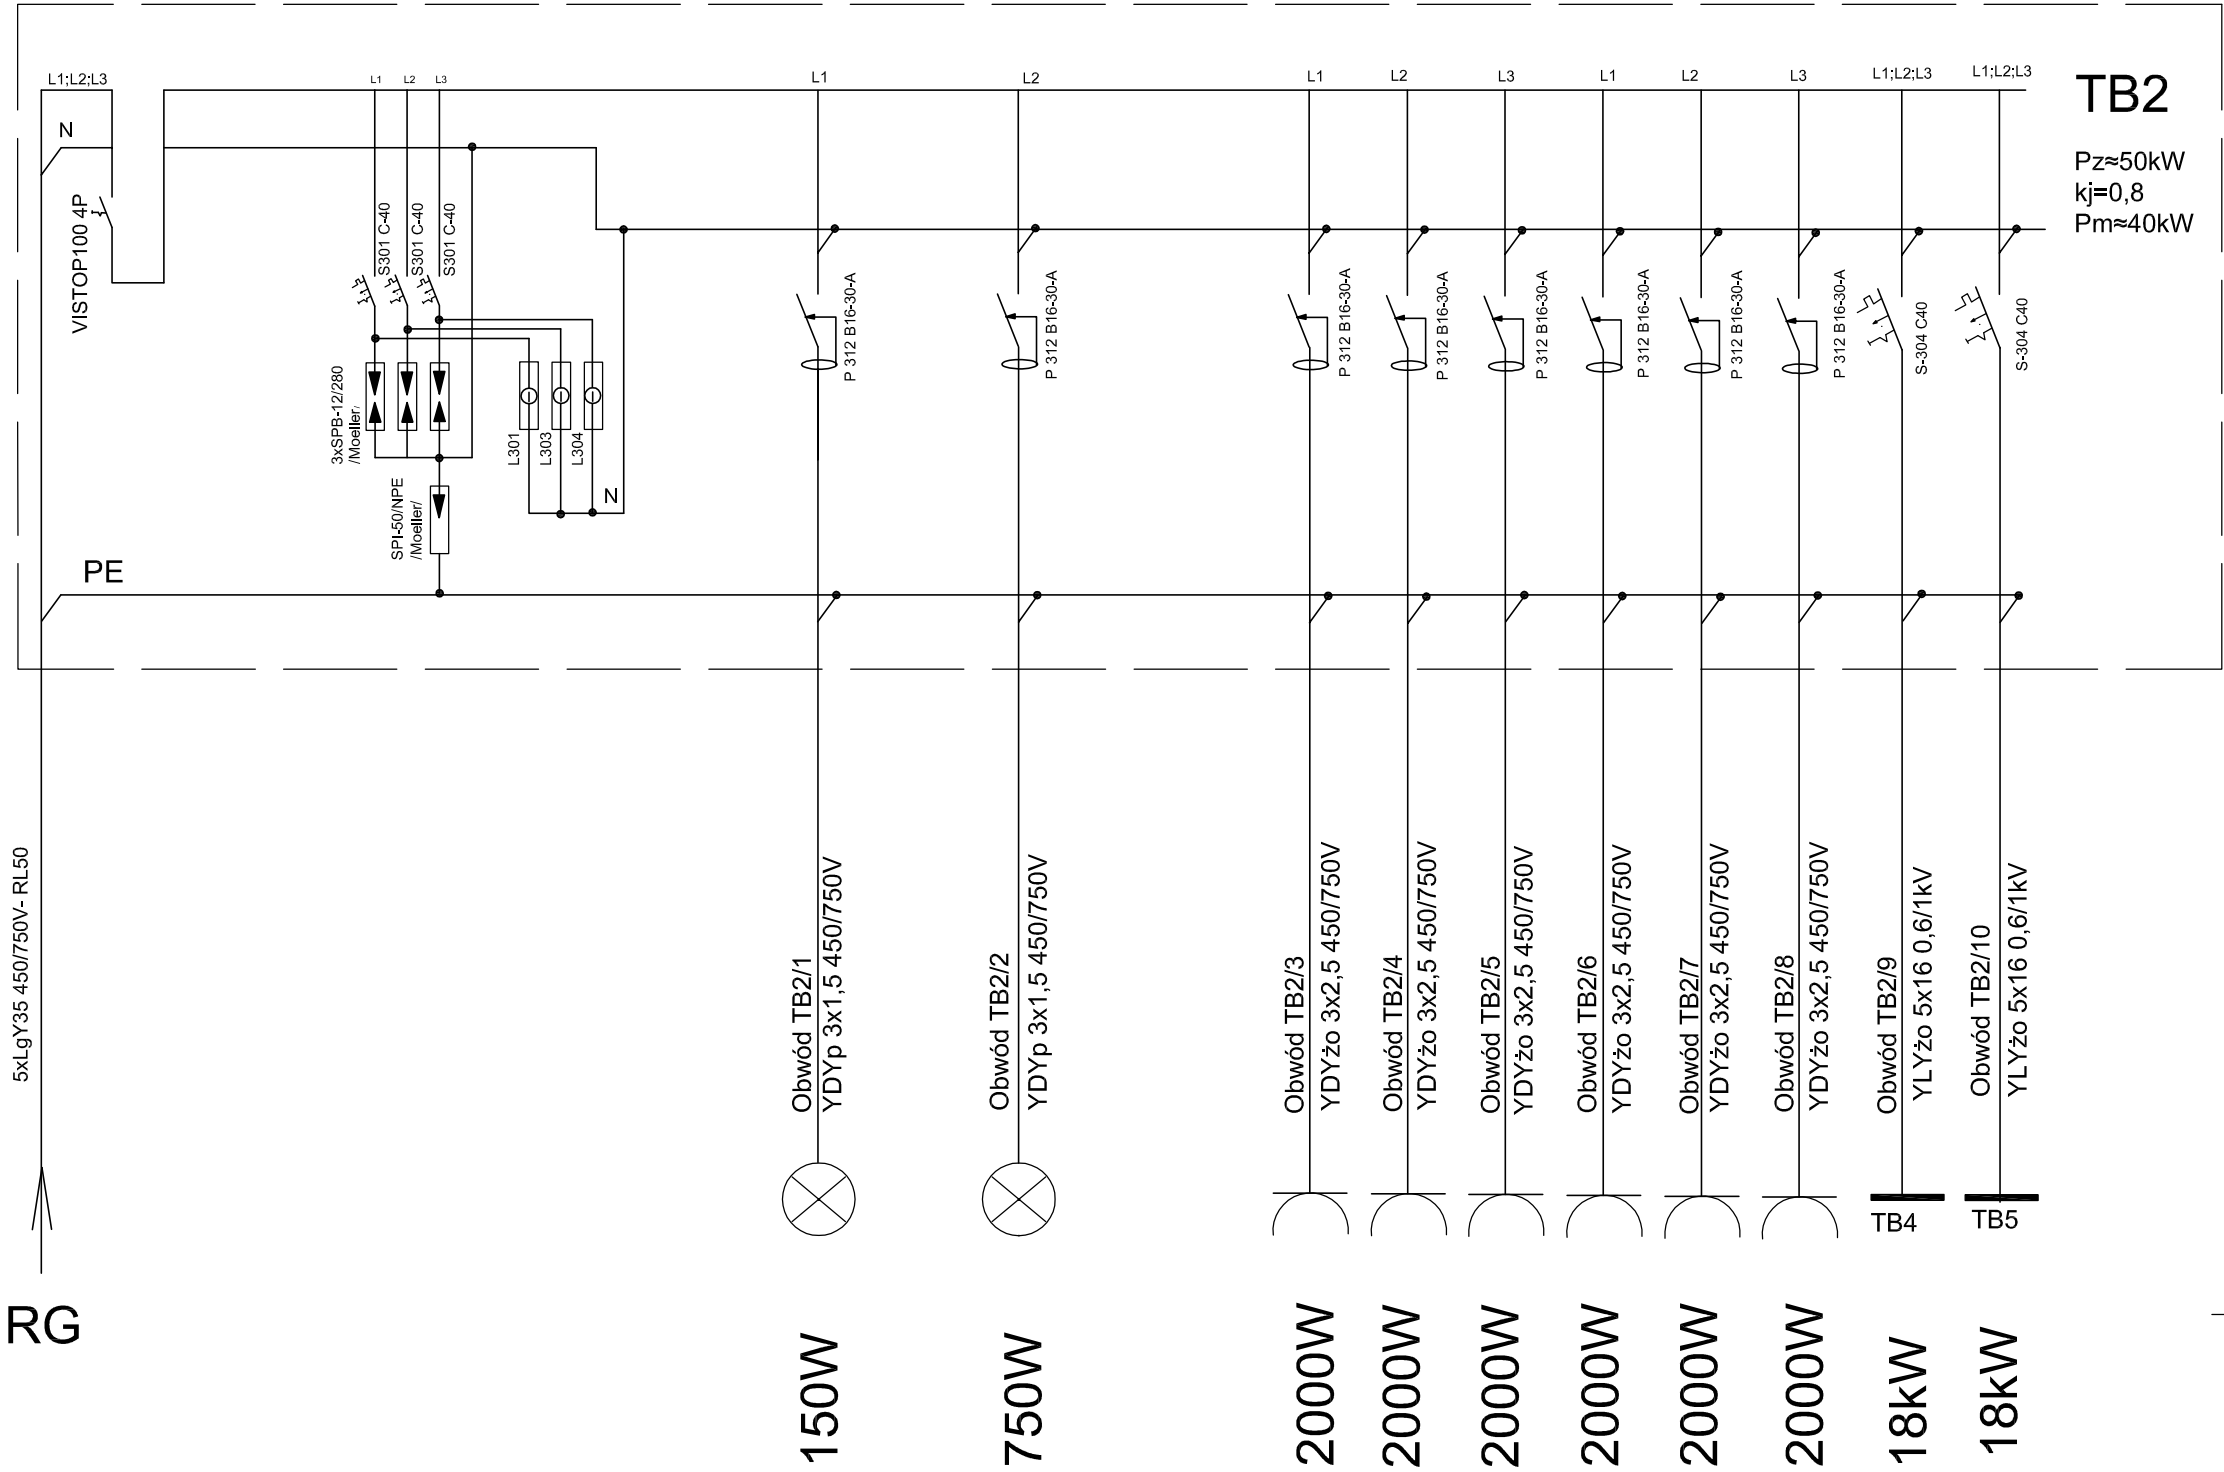 L1;L2;L3
L1
L2
L3
L1
L2
L1
L2
L3
L1
L2
L3
L1;L2;L3
L1;L2;L3
TB2
Pz≈50kW
kj=0,8
Pm≈40kW
N
VISTOP100 4P
S301 C-40
S301 C-40
S301 C-40
3xSPB-12/280
/Moeller/
L301
L303
L304
N
SPI-50/NPE
/Moeller/
PE
P 312 B16-30-A
P 312 B16-30-A
P 312 B16-30-A
P 312 B16-30-A
P 312 B16-30-A
P 312 B16-30-A
P 312 B16-30-A
P 312 B16-30-A
S-304 C40
S-304 C40
5xLgY35 450/750V- RL50
Obwód TB2/1
YDYp 3x1,5 450/750V
Obwód TB2/2
YDYp 3x1,5 450/750V
Obwód TB2/3
YDYżo 3x2,5 450/750V
Obwód TB2/4
YDYżo 3x2,5 450/750V
Obwód TB2/5
YDYżo 3x2,5 450/750V
Obwód TB2/6
YDYżo 3x2,5 450/750V
Obwód TB2/7
YDYżo 3x2,5 450/750V
Obwód TB2/8
YDYżo 3x2,5 450/750V
Obwód TB2/9
YLYżo 5x16 0,6/1kV
Obwód TB2/10
YLYżo 5x16 0,6/1kV
TB4
TB5
RG
150W
750W
2000W
2000W
2000W
2000W
2000W
2000W
18kW
18kW